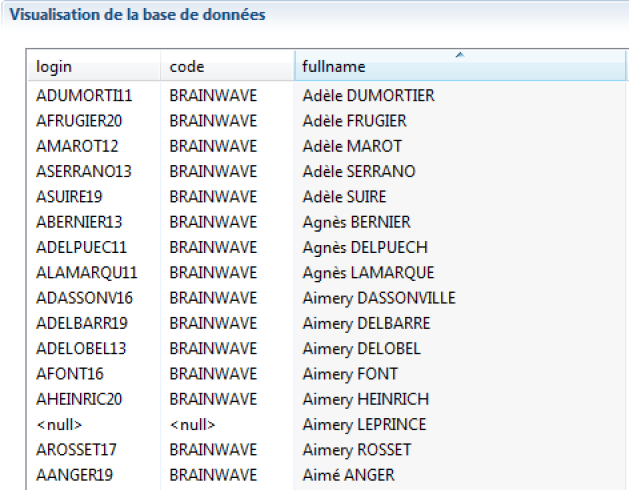 Visualisation de la base de données
login code fullname
ADUMORTI11 BRAINWAVE Adèle DUMORTIER
AFRUGIER20 BRAINWAVE Adèle FRUGIER
AMAROT12 BRAINWAVE Adèle MAROT
ASERRANO13 BRAINWAVE Adèle SERRANO
ASUIRE19 BRAINWAVE Adèle SUIRE
ABERNIER13 BRAINWAVE Agnès BERNIER
ADELPUEC11 BRAINWAVE Agnès DELPUECH
ALAMARQU11 BRAINWAVE Agnès LAMARQUE
ADASSONV16 BRAINWAVE Aimery DASSONVILLE
ADELBARR19 BRAINWAVE Aimery DELBARRE
ADELOBEL13 BRAINWAVE Aimery DELOBEL
AFONT16 BRAINWAVE Aimery FONT
AHEINRIC20 BRAINWAVE Aimery HEINRICH
<null> <null> Aimery LEPRINCE
AROSSET17 BRAINWAVE Aimery ROSSET
AANGER19 BRAINWAVE Aimé ANGER